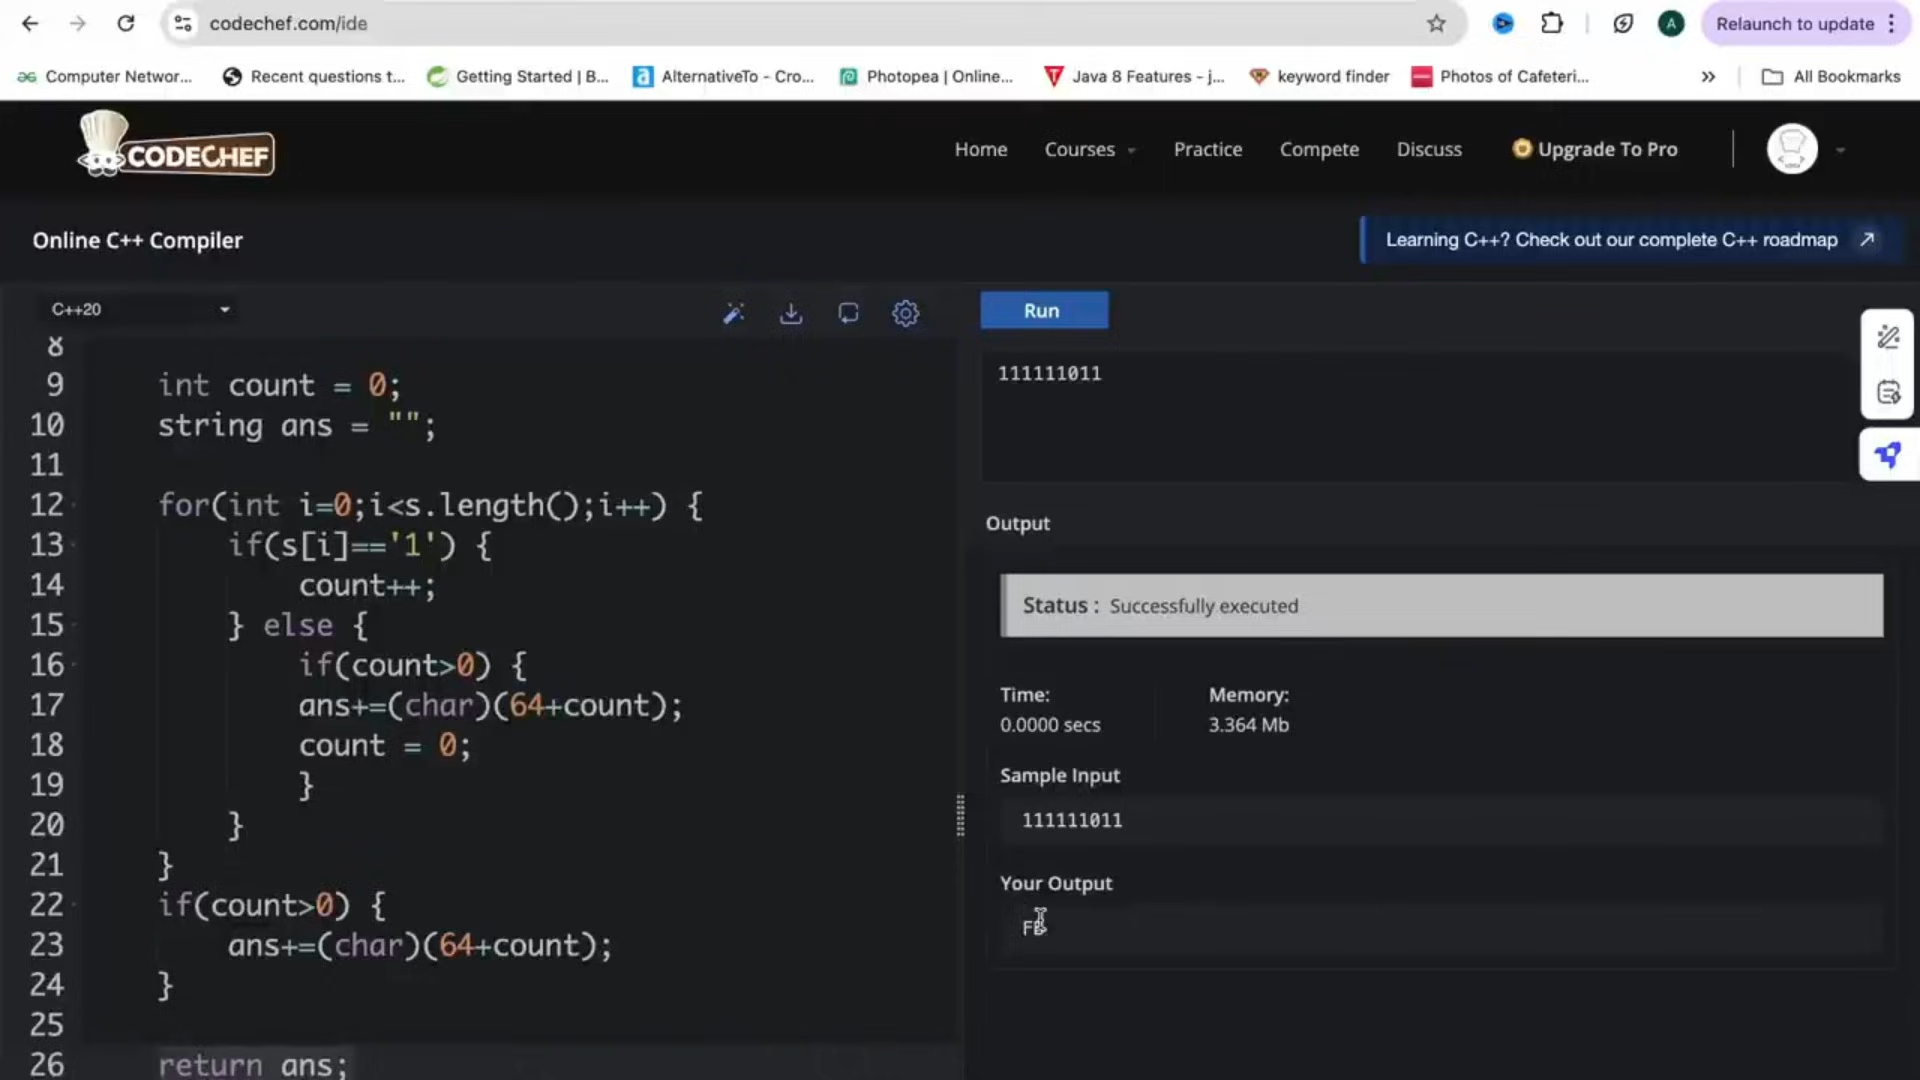 codechef.com/ide
A
Relaunch to update
Computer Networ...
Recent questions t...
Getting Started | B...
AlternativeTo - Cro...
Photopea | Online...
Java 8 Features - j...
keyword finder
Photos of Cafeteri...
All Bookmarks
CODECHEF
Home
Courses
Practice
Compete
Discuss
Upgrade To Pro
Online C++ Compiler
Learning C++? Check out our complete C++ roadmap
C++20
Run
8
9 int count = 0;
10 string ans = "";
11
12 for(int i=0;i<s.length();i++) {
13 if(s[i]=='1') {
14 count++;
15 } else {
16 if(count>0) {
17 ans+=(char)(64+count);
18 count = 0;
19 }
20 }
21 }
22 if(count>0) {
23 ans+=(char)(64+count);
24 }
25
26 return ans;
111111011
Output
Status : Successfully executed
Time:
0.0000 secs
Memory:
3.364 Mb
Sample Input
111111011
Your Output
FB